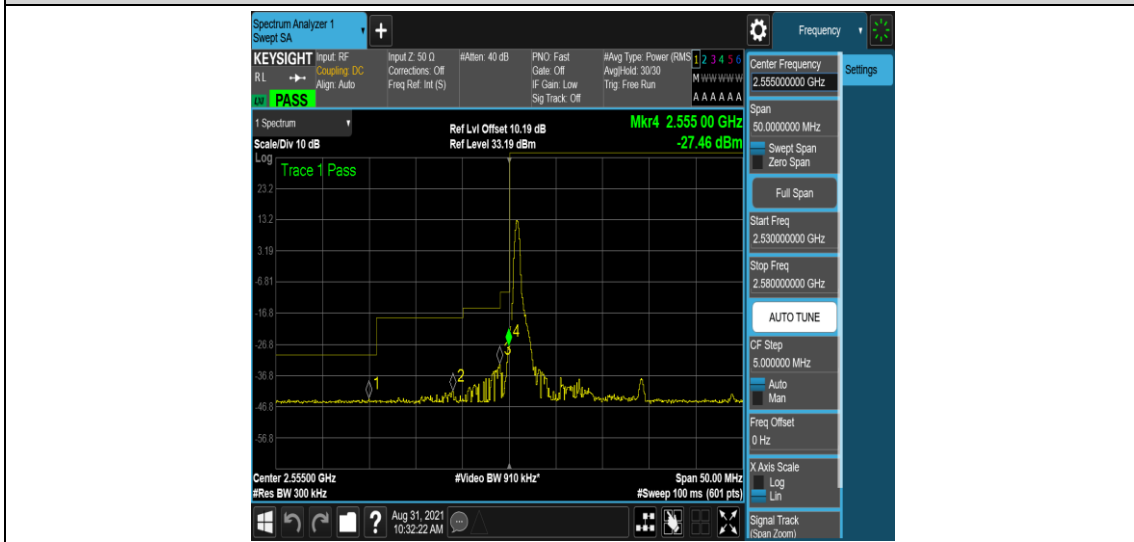 Spectrum Analyzer 1
Swept SA
+
Frequency
KEYSIGHT
RL
LXI
PASS
Input: RF
Coupling: DC
Align: Auto
Input Z: 50 Ω
Corrections: Off
Freq Ref: Int (S)
#Atten: 40 dB
PNO: Fast
Gate: Off
IF Gain: Low
Sig Track: Off
#Avg Type: Power (RMS
Avg|Hold: 30/30
Trig: Free Run
1 2 3 4 5 6
M W W W W W
A A A A A A
1 Spectrum
Scale/Div 10 dB
Ref Lvl Offset 10.19 dB
Ref Level 33.19 dBm
Mkr4 2.555 00 GHz
-27.46 dBm
Log
Trace 1 Pass
23.2
13.2
3.19
-6.81
-16.8
-26.8
-36.8
-46.8
-56.8
1
2
3
4
Center 2.55500 GHz
#Res BW 300 kHz
#Video BW 910 kHz*
Span 50.00 MHz
#Sweep 100 ms (601 pts)
?
Aug 31, 2021
10:32:22 AM
Center Frequency
2.555000000 GHz
Settings
Span
50.0000000 MHz
Swept Span
Zero Span
Full Span
Start Freq
2.530000000 GHz
Stop Freq
2.580000000 GHz
AUTO TUNE
CF Step
5.000000 MHz
Auto
Man
Freq Offset
0 Hz
X Axis Scale
Log
Lin
Signal Track
(Span Zoom)